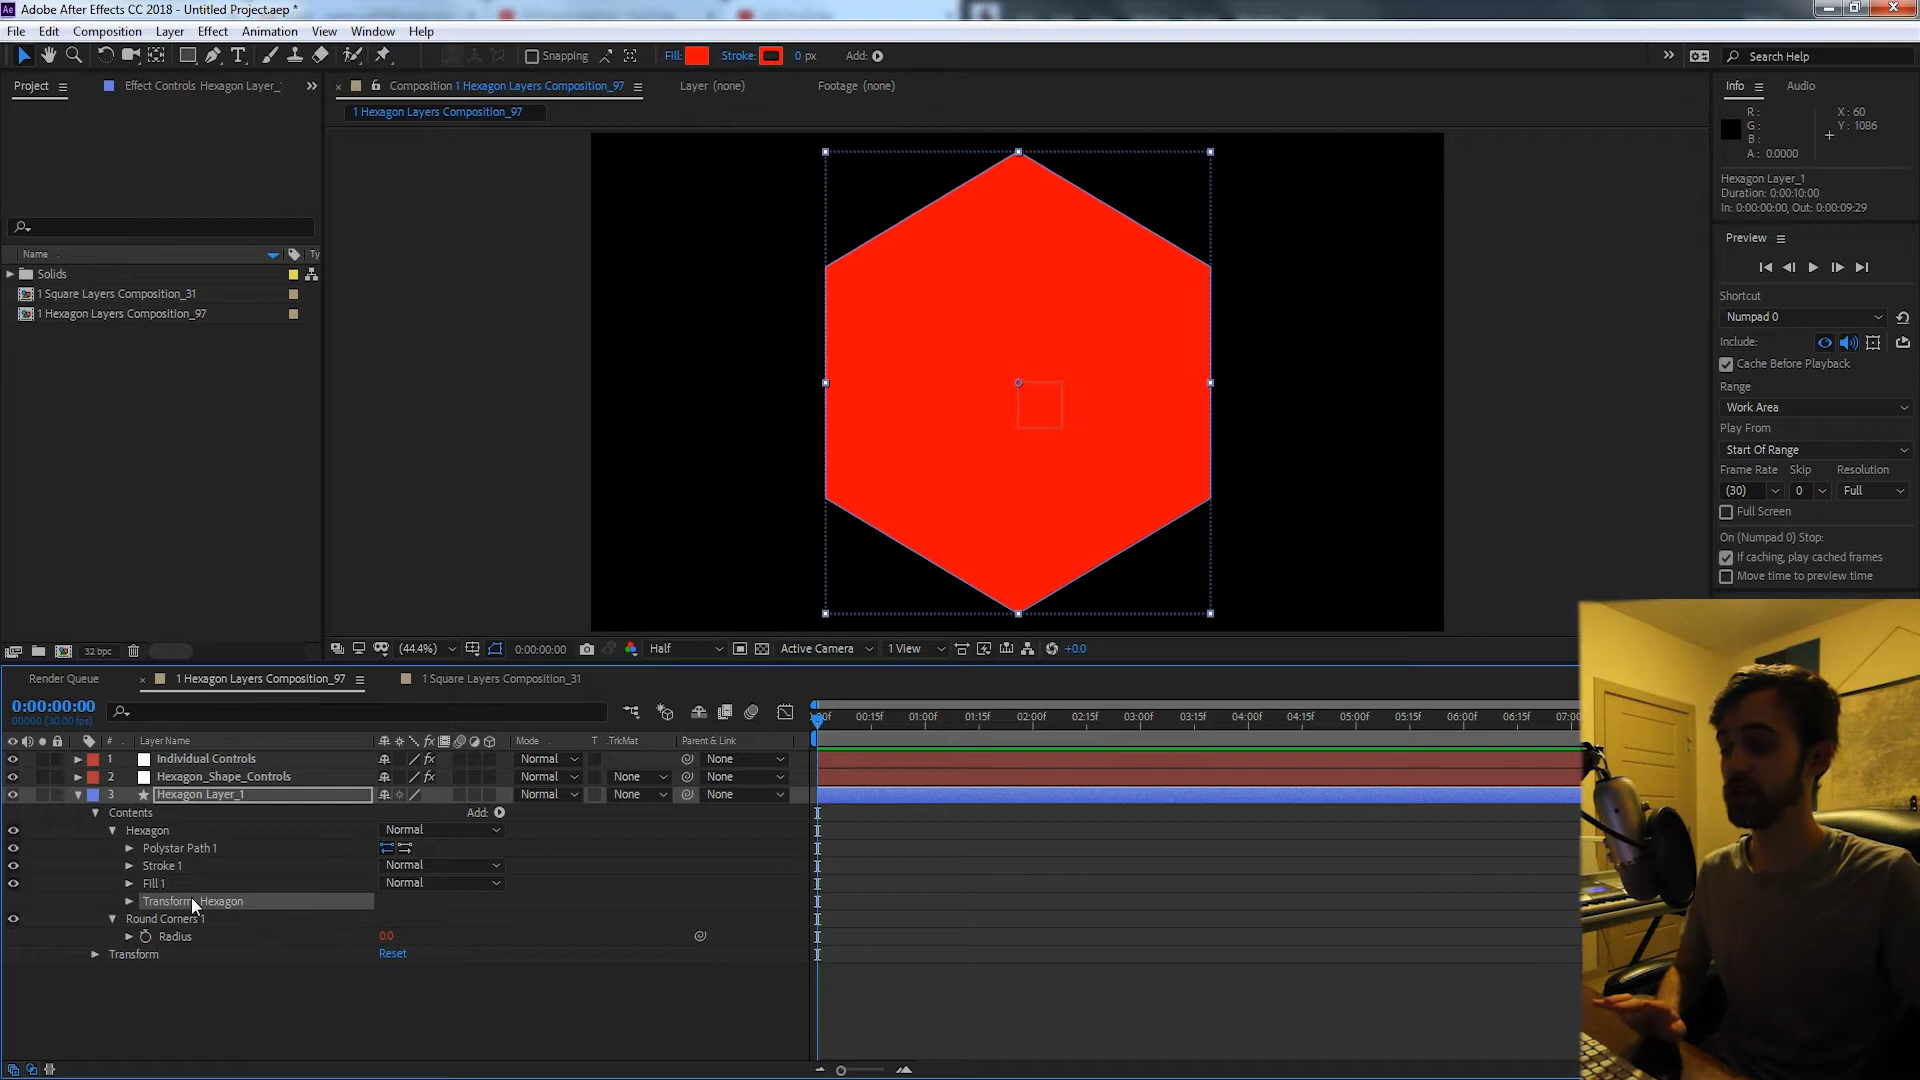 Adobe After Effects CC 2018 - Untitled Project.aep *
File Edit Composition Layer Effect Animation View Window Help
Snapping Fill: Stroke: 0 px Add: Search Help
Project Effect Controls Hexagon Layer_
Composition 1 Hexagon Layers Composition_97 Layer (none) Footage (none)
1 Hexagon Layers Composition_97
Name Ty
Solids
1 Square Layers Composition_31
1 Hexagon Layers Composition_97
32 bpc
(44.4%) 0:00:00:00 Half Active Camera 1 View +0.0
Info Audio
R: X: 60
G: Y: 1086
B:
A: 0.0000
Hexagon Layer_1
Duration: 0:00:10:00
In: 0:00:00:00, Out: 0:00:09:29
Preview
Shortcut
Numpad 0
Include:
Cache Before Playback
Range
Work Area
Play From
Start Of Range
Frame Rate Skip Resolution
(30) 0 Full
Full Screen
On (Numpad 0) Stop:
If caching, play cached frames
Move time to preview time
Render Queue 1 Hexagon Layers Composition_97 1 Square Layers Composition_31
0:00:00:00
00000 (30.00 fps)
:00f 00:15f 01:00f 01:15f 02:00f 02:15f 03:00f 03:15f 04:00f 04:15f 05:00f 05:15f 06:00f 06:15f 07:00
# Layer Name Mode T .TrkMat Parent & Link
1 Individual Controls Normal None
2 Hexagon_Shape_Controls Normal None None
3 Hexagon Layer_1 Normal None None
Contents Add:
Hexagon Normal
Polystar Path 1
Stroke 1 Normal
Fill 1 Normal
Transform Hexagon
Round Corners 1
Radius 0.0
Transform Reset